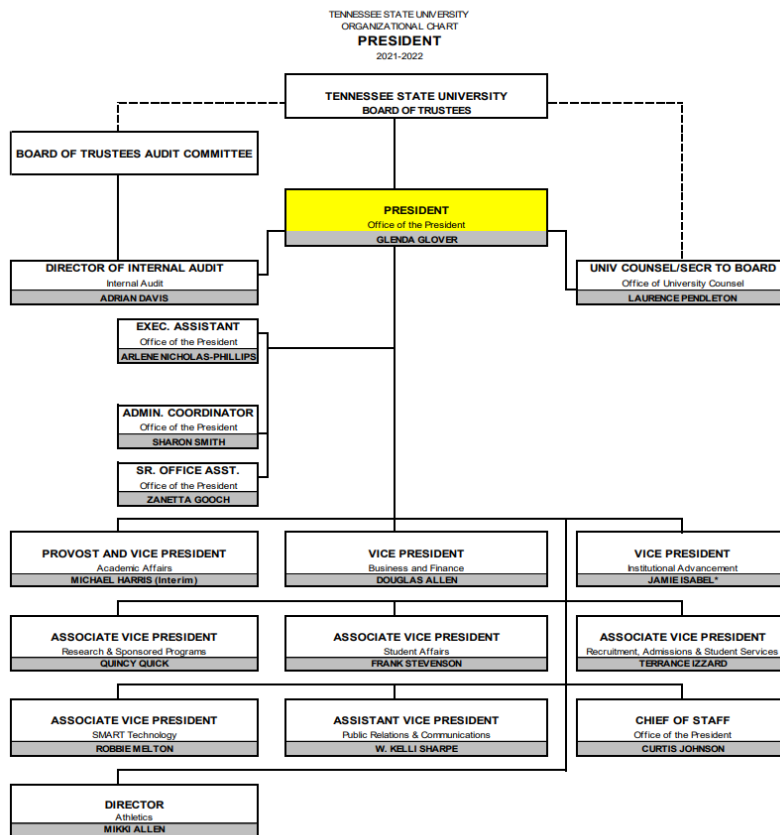 TENNESSEE STATE UNIVERSITY
ORGANIZATIONAL CHART
PRESIDENT
2021-2022
TENNESSEE STATE UNIVERSITY
BOARD OF TRUSTEES
BOARD OF TRUSTEES AUDIT COMMITTEE
PRESIDENT
Office of the President
GLENDA GLOVER
DIRECTOR OF INTERNAL AUDIT
Internal Audit
ADRIAN DAVIS
UNIV COUNSEL/SECR TO BOARD
Office of University Counsel
LAURENCE PENDLETON
EXEC. ASSISTANT
Office of the President
ARLENE NICHOLAS-PHILLIPS
ADMIN. COORDINATOR
Office of the President
SHARON SMITH
SR. OFFICE ASST.
Office of the President
ZANETTA GOOCH
PROVOST AND VICE PRESIDENT
Academic Affairs
MICHAEL HARRIS (Interim)
VICE PRESIDENT
Business and Finance
DOUGLAS ALLEN
VICE PRESIDENT
Institutional Advancement
JAMIE ISABEL*
ASSOCIATE VICE PRESIDENT
Research & Sponsored Programs
QUINCY QUICK
ASSOCIATE VICE PRESIDENT
Student Affairs
FRANK STEVENSON
ASSOCIATE VICE PRESIDENT
Recruitment, Admissions & Student Services
TERRANCE IZZARD
ASSOCIATE VICE PRESIDENT
SMART Technology
ROBBIE MELTON
ASSISTANT VICE PRESIDENT
Public Relations & Communications
W. KELLI SHARPE
CHIEF OF STAFF
Office of the President
CURTIS JOHNSON
DIRECTOR
Athletics
MIKKI ALLEN